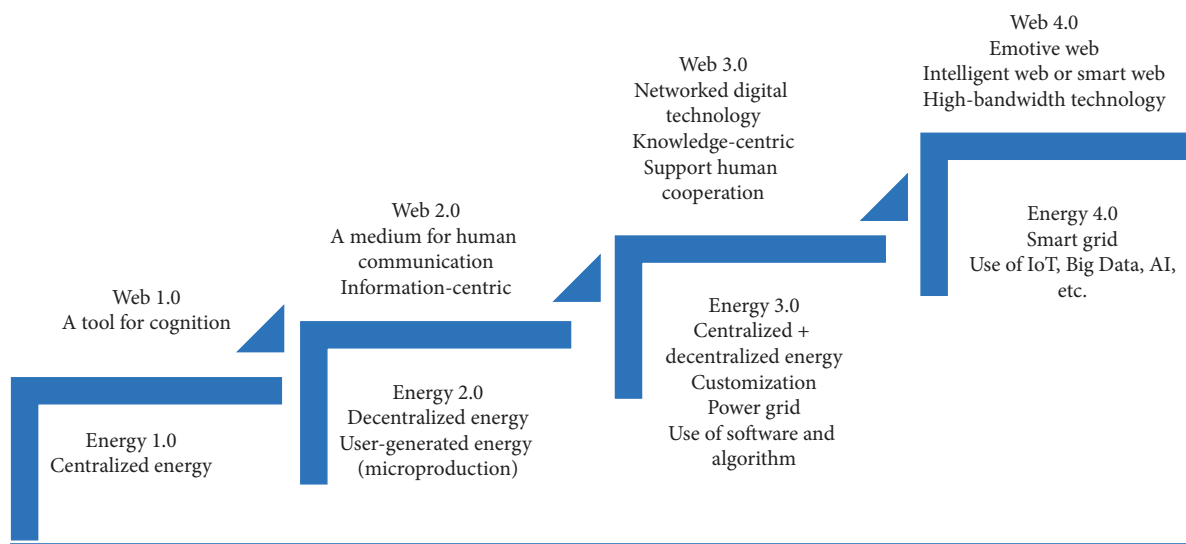 Web 1.0
A tool for cognition
Energy 1.0
Centralized energy
Web 2.0
A medium for human
communication
Information-centric
Energy 2.0
Decentralized energy
User-generated energy
(microproduction)
Web 3.0
Networked digital
technology
Knowledge-centric
Support human
cooperation
Energy 3.0
Centralized +
decentralized energy
Customization
Power grid
Use of software and
algorithm
Web 4.0
Emotive web
Intelligent web or smart web
High-bandwidth technology
Energy 4.0
Smart grid
Use of IoT, Big Data, AI,
etc.